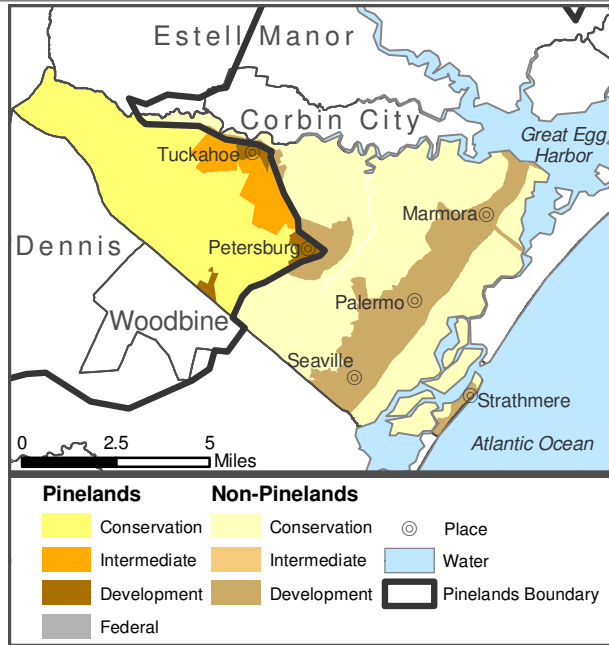 Estell Manor
Corbin City
Great Egg
Harbor
Tuckahoe
Marmora
Dennis
Petersburg
Palermo
Woodbine
Seaville
Strathmere
0 2.5 5
Miles
Atlantic Ocean
Pinelands Non-Pinelands
Conservation Conservation Place
Intermediate Intermediate Water
Development Development Pinelands Boundary
Federal